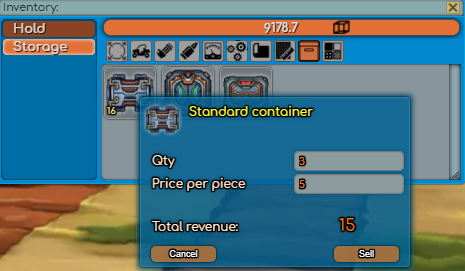 Inventory:
Hold
9178.7
Storage
16
Standard container
Qty
3
Price per piece
5
Total revenue:
15
Cancel
Sell